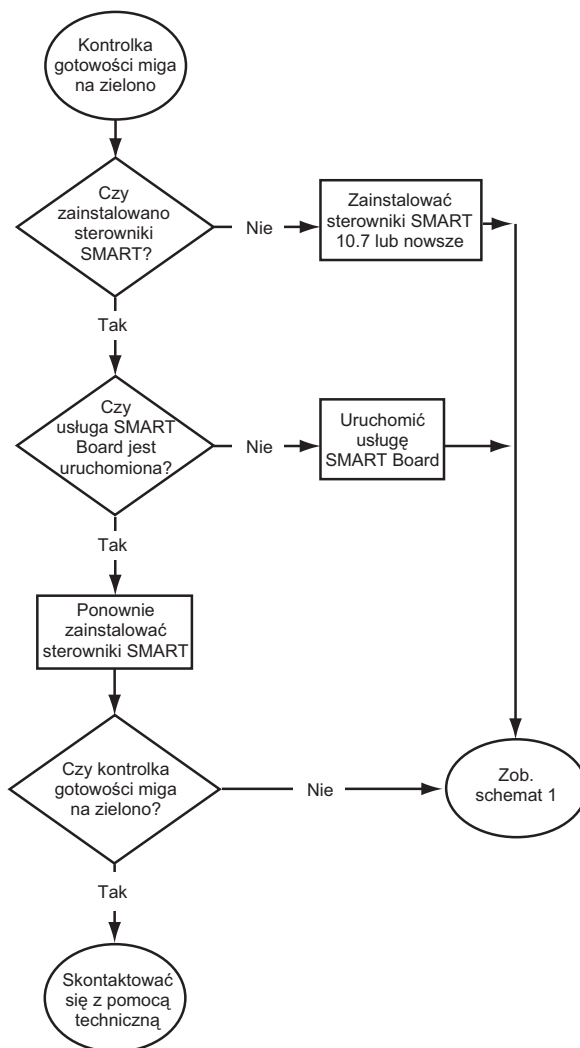 Kontrolka
gotowości miga
na zielono
Czy
zainstalowano
sterowniki
SMART?
Nie
Zainstalować
sterowniki SMART
10.7 lub nowsze
Tak
Czy
usługa SMART
Board jest
uruchomiona?
Nie
Uruchomić
usługę
SMART Board
Tak
Ponownie
zainstalować
sterowniki SMART
Czy kontrolka
gotowości miga
na zielono?
Nie
Zob.
schemat 1
Tak
Skontaktować
się z pomocą
techniczną